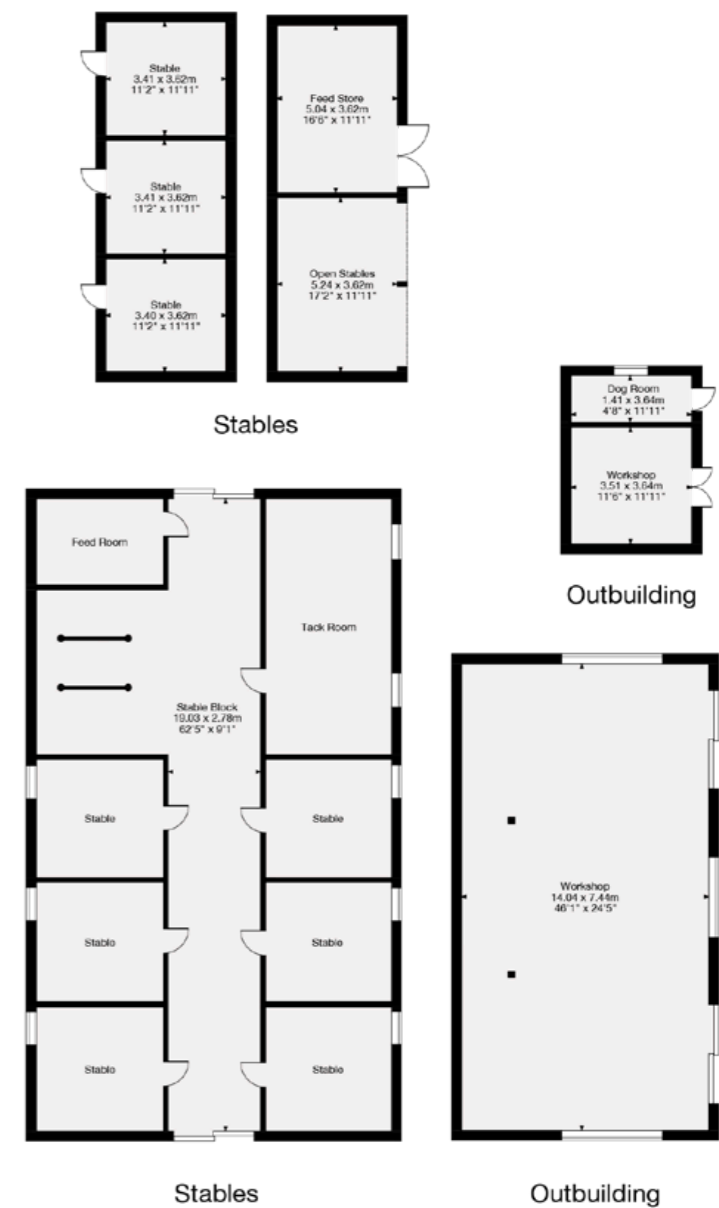 Stable
3.41 x 3.62m
11'2" x 11'11"
Stable
3.41 x 3.62m
11'2" x 11'11"
Stable
3.40 x 3.62m
11'2" x 11'11"
Feed Store
5.04 x 3.62m
16'6" x 11'11"
Open Stables
5.24 x 3.62m
17'2" x 11'11"
Stables
Dog Room
1.41 x 3.64m
4'8" x 11'11"
Workshop
3.51 x 3.64m
11'6" x 11'11"
Outbuilding
Feed Room
Tack Room
Stable Block
19.03 x 2.78m
62'5" x 9'1"
Stable
Stable
Stable
Stable
Stable
Stable
Stables
Workshop
14.04 x 7.44m
46'1" x 24'5"
Outbuilding